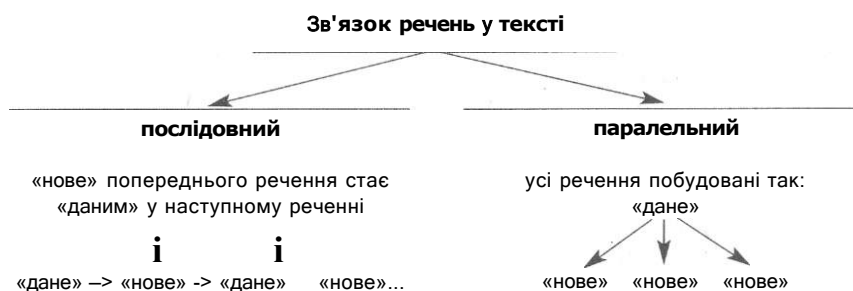 Зв'язок речень у тексті
послідовний
паралельний
«нове» попереднього речення стає
«даним» у наступному реченні
усі речення побудовані так:
«дане»
і і
«дане» —> «нове» -> «дане» «нове»...
«нове» «нове» «нове»